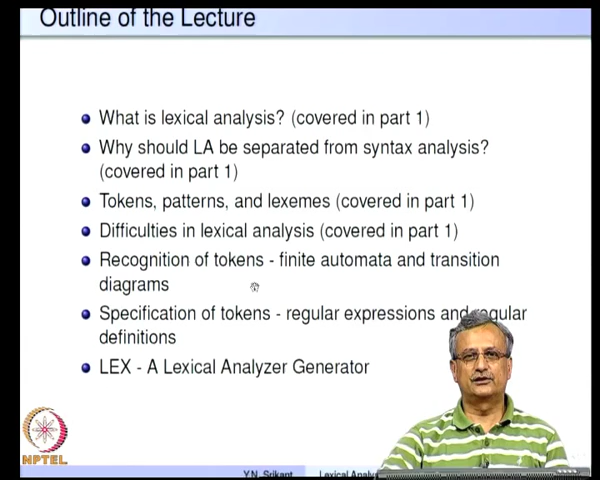 Outline of the Lecture
What is lexical analysis? (covered in part 1)
Why should LA be separated from syntax analysis?
(covered in part 1)
Tokens, patterns, and lexemes (covered in part 1)
Difficulties in lexical analysis (covered in part 1)
Recognition of tokens - finite automata and transition
diagrams
Specification of tokens - regular expressions and regular
definitions
LEX - A Lexical Analyzer Generator
NPTEL
Y.N. Srikant Lexical Analy